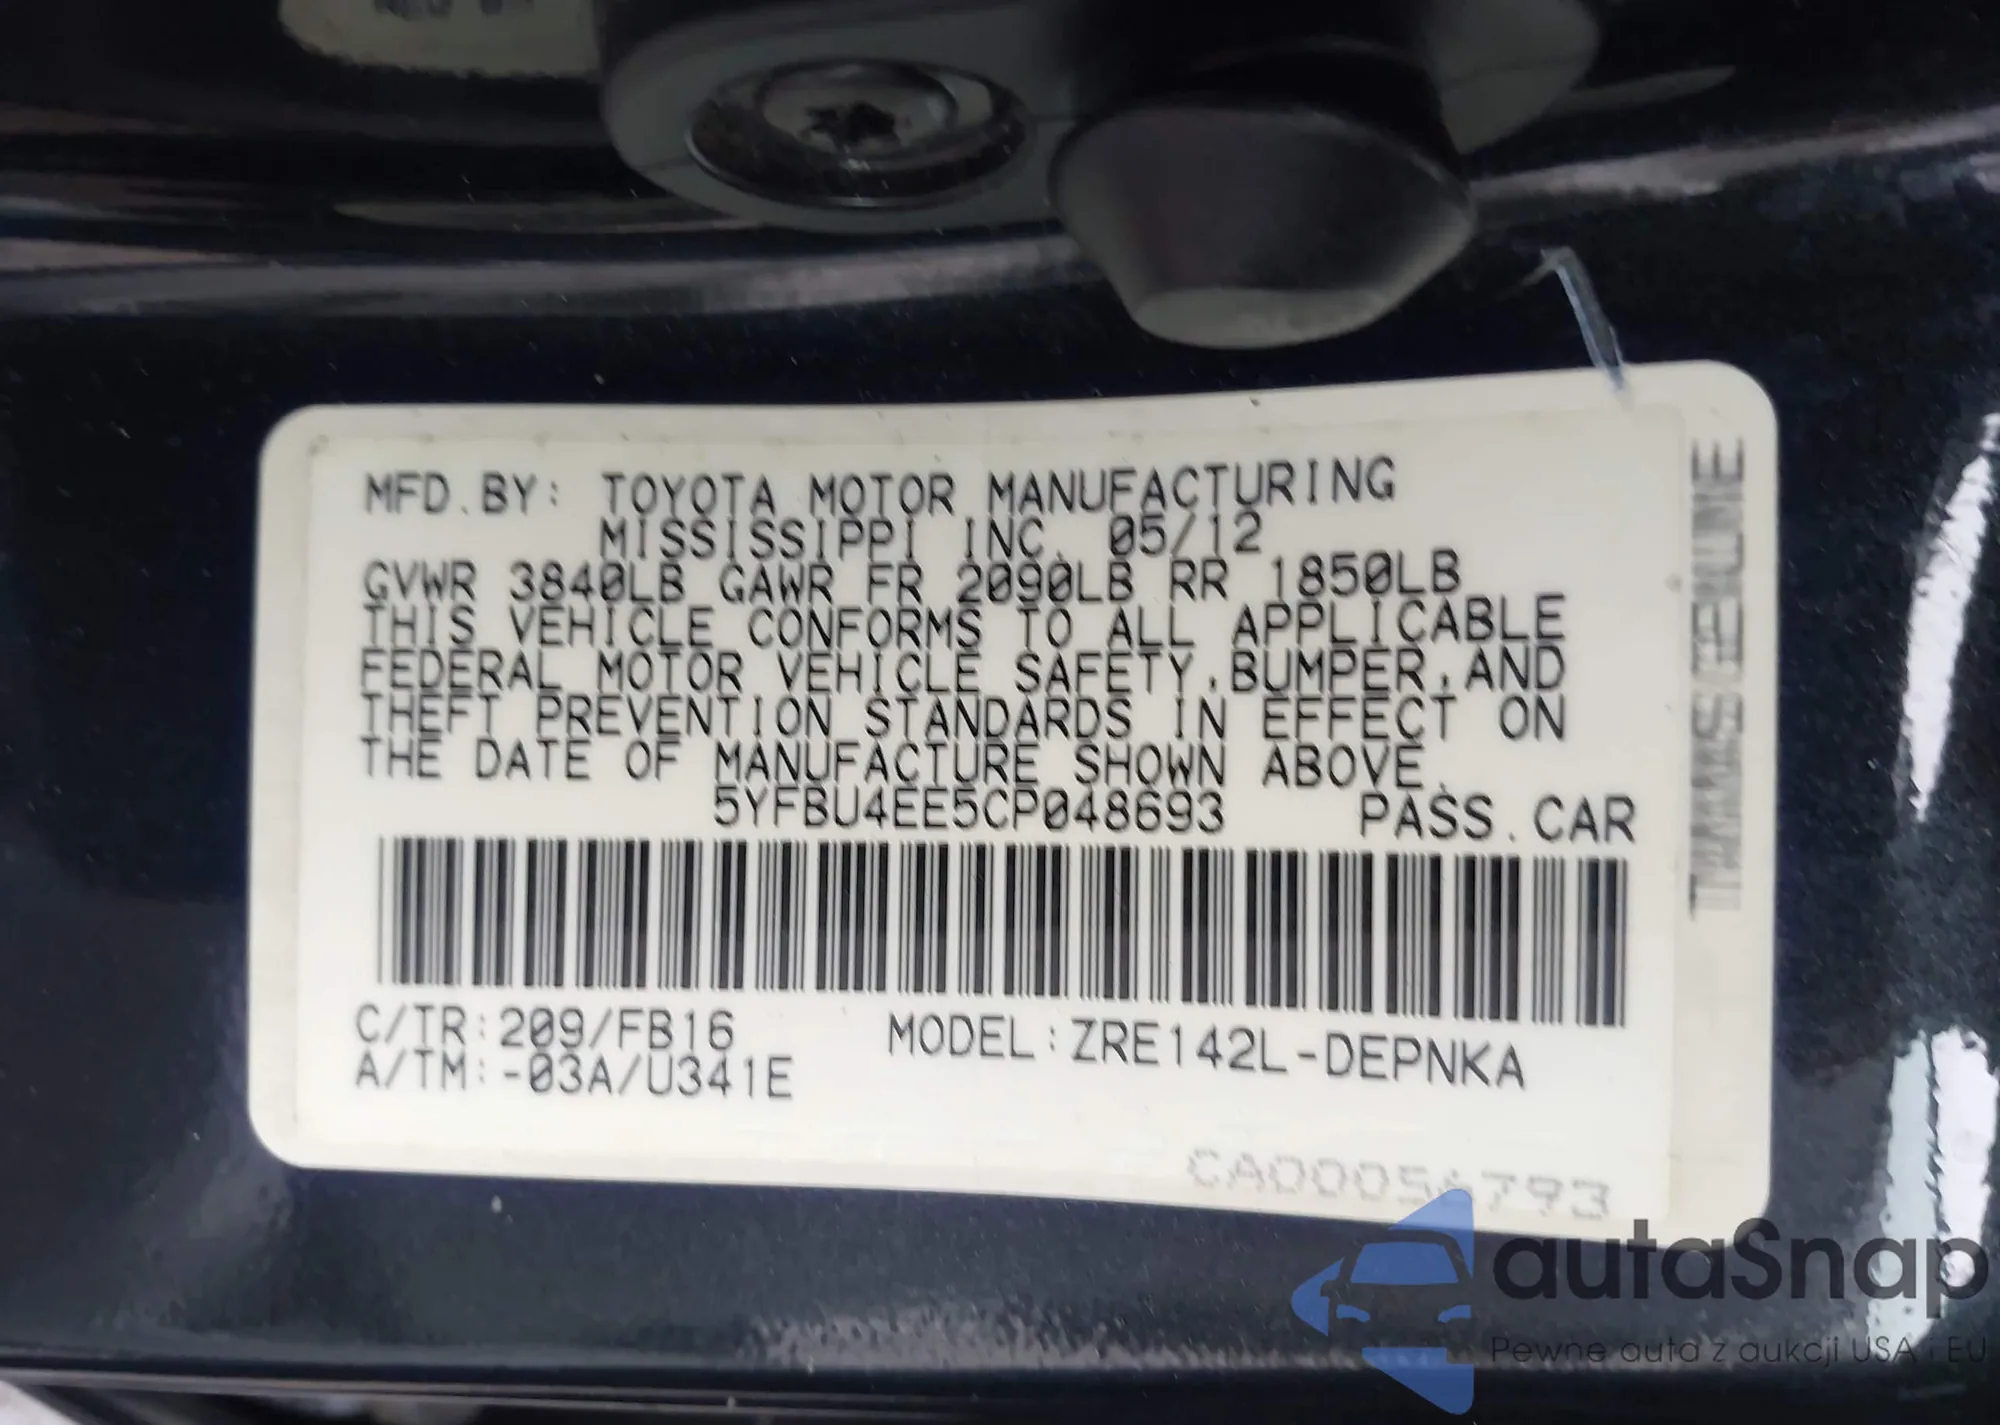 MFD.BY: TOYOTA MOTOR MANUFACTURING
MISSISSIPPI INC. 05/12
GVWR 3840LB GAWR FR 2090LB RR 1850LB
THIS VEHICLE CONFORMS TO ALL APPLICABLE
FEDERAL MOTOR VEHICLE SAFETY,BUMPER,AND
THEFT PREVENTION STANDARDS IN EFFECT ON
THE DATE OF MANUFACTURE SHOWN ABOVE.
5YFBU4EE5CP048693 PASS.CAR
C/TR:209/FB16 MODEL:ZRE142L-DEPNKA
A/TM:-03A/U341E
autaSnap
Pewne auta z aukcji USA i EU